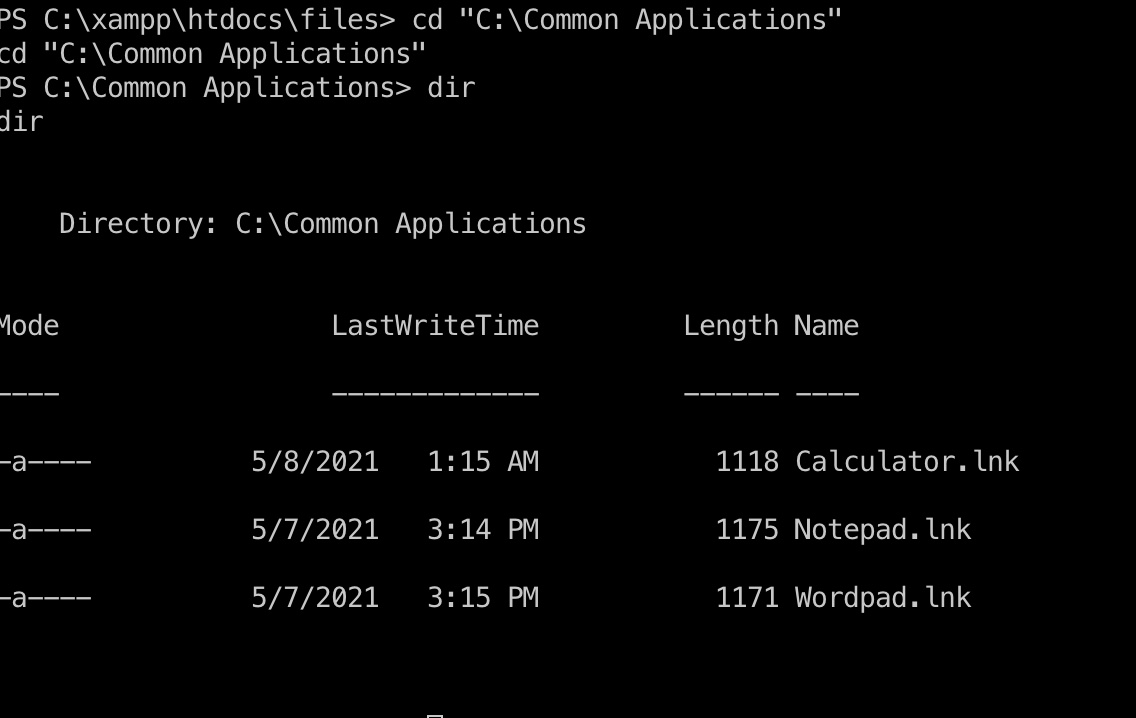 PS C:\xampp\htdocs\files> cd "C:\Common Applications"
cd "C:\Common Applications"
PS C:\Common Applications> dir
dir
    Directory: C:\Common Applications
Mode                 LastWriteTime         Length Name
----                 -------------         ------ ----
-a----          5/8/2021   1:15 AM           1118 Calculator.lnk
-a----          5/7/2021   3:14 PM           1175 Notepad.lnk
-a----          5/7/2021   3:15 PM           1171 Wordpad.lnk